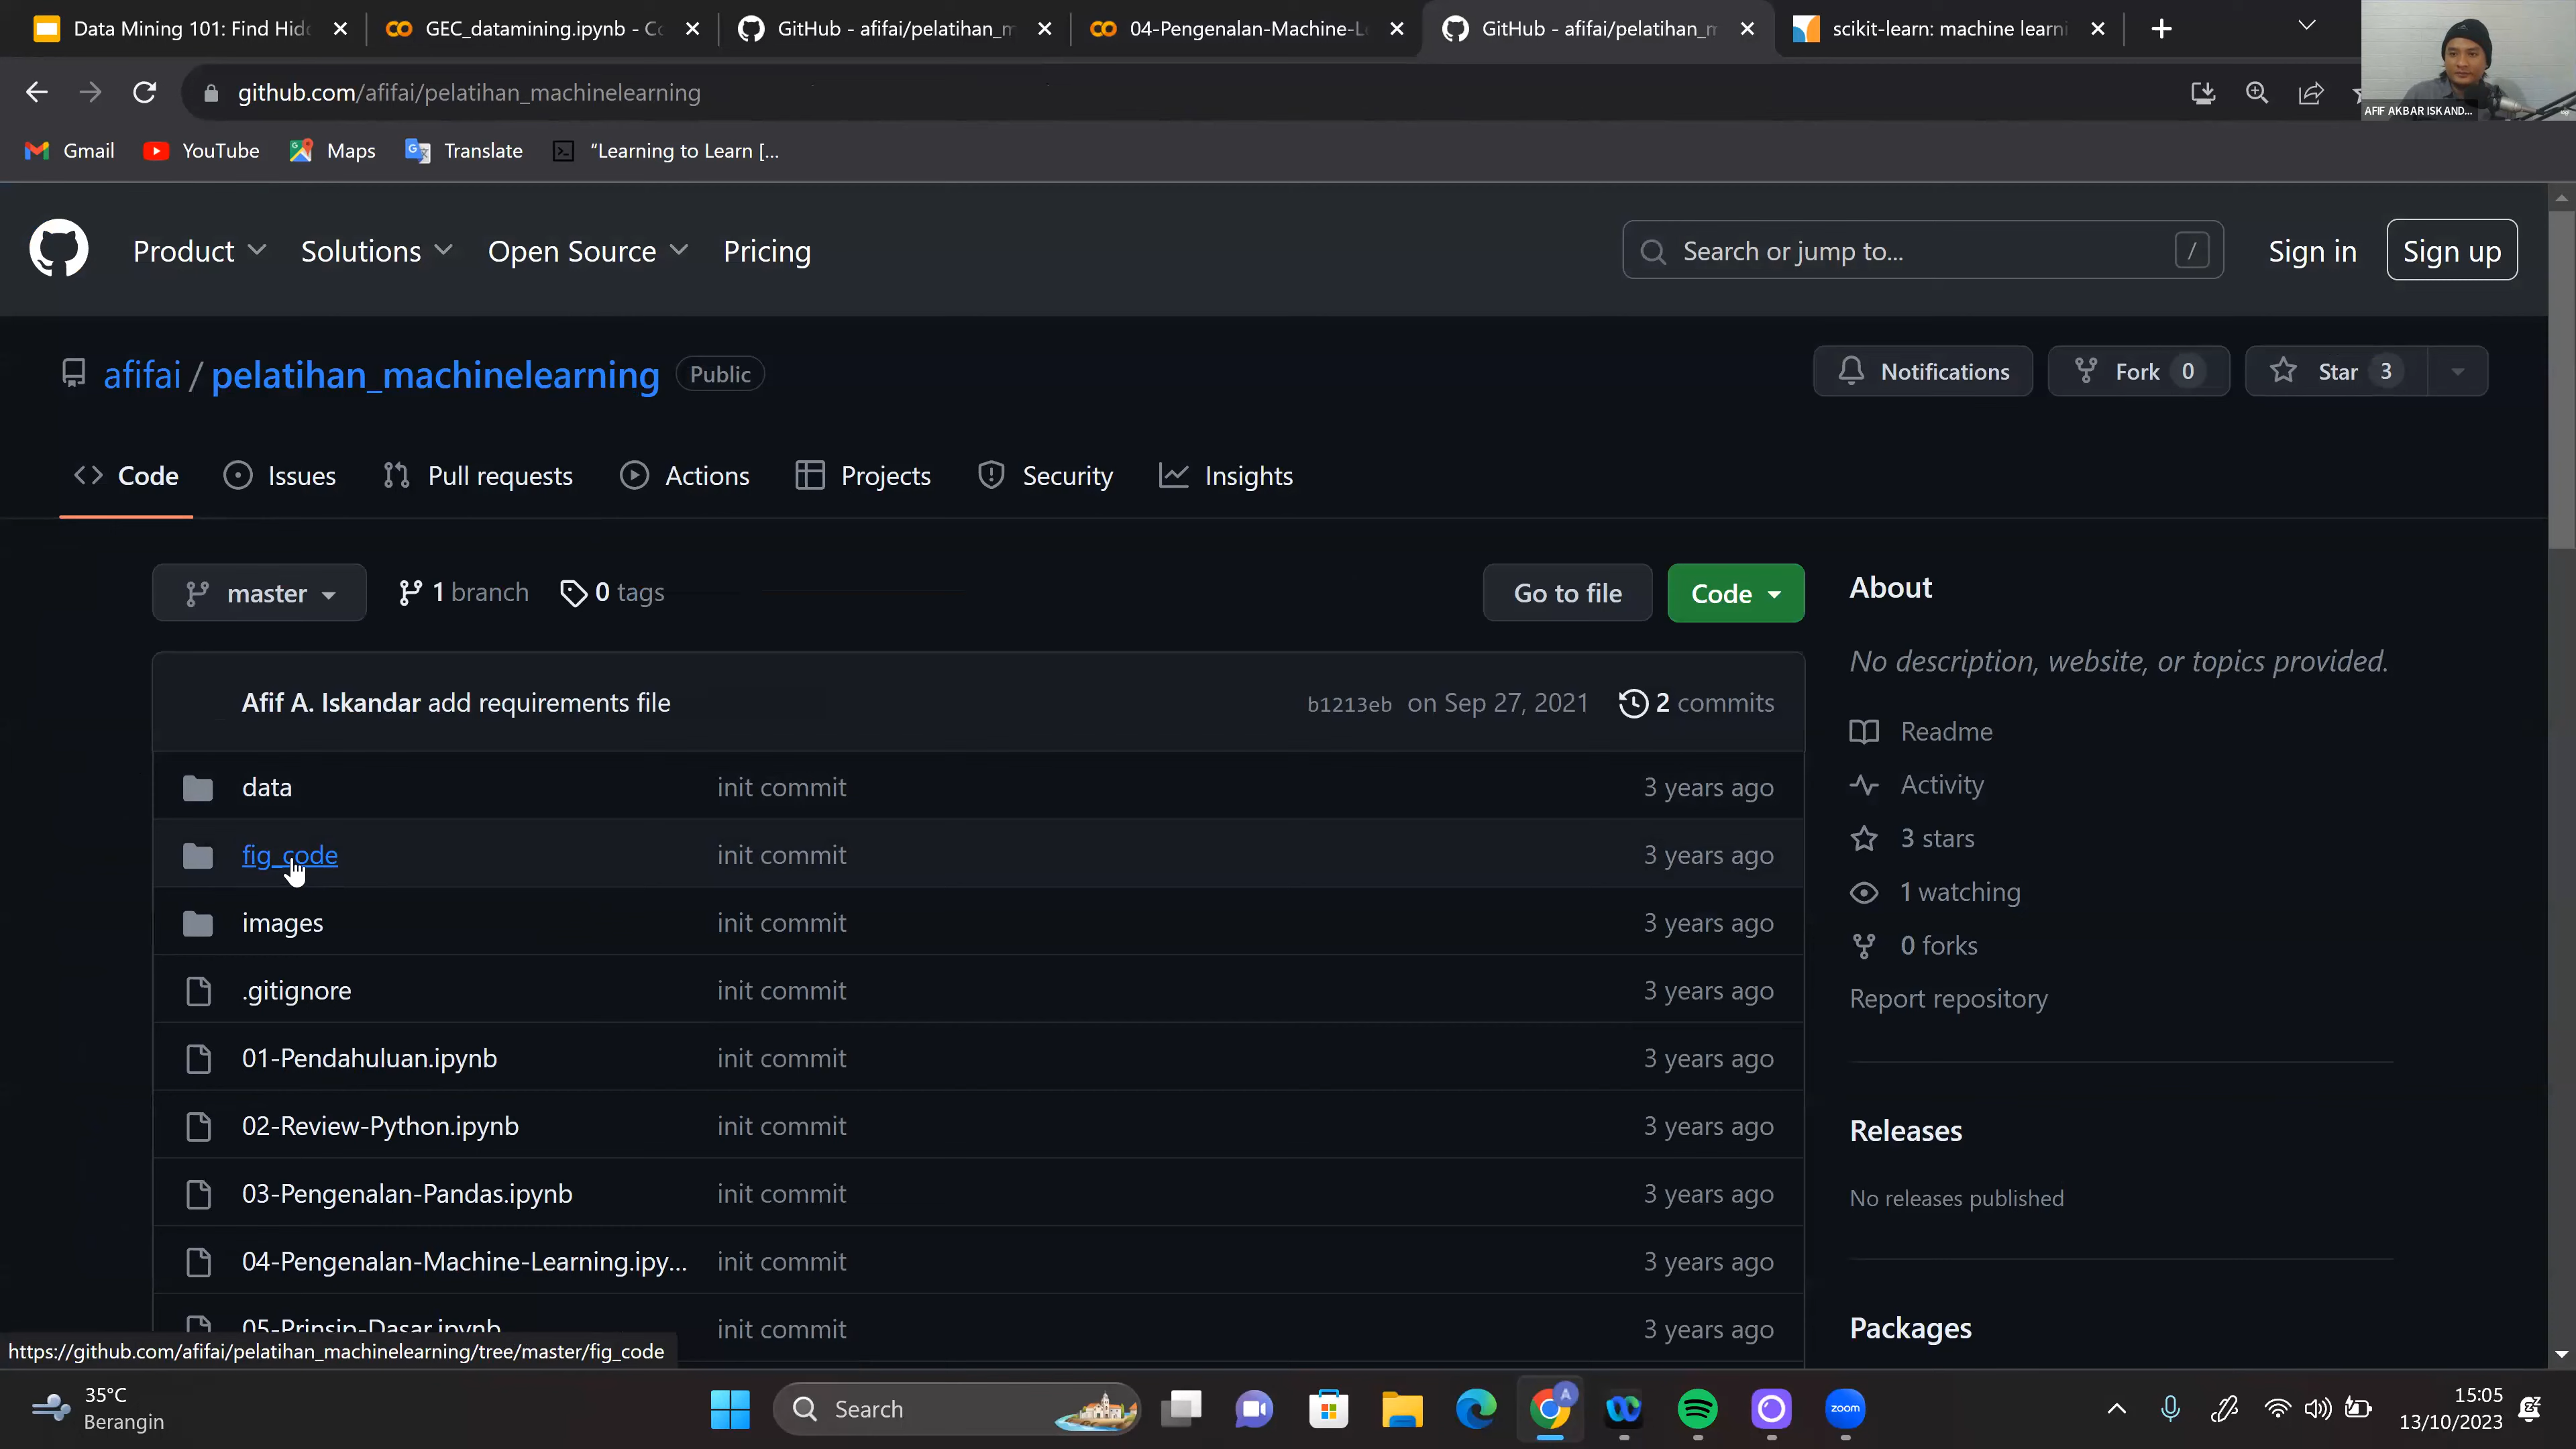 Data Mining 101: Find Hid
GEC_datamining.ipynb - Co
GitHub - afifai/pelatihan_m
04-Pengenalan-Machine-L
GitHub - afifai/pelatihan_m
scikit-learn: machine learni
github.com/afifai/pelatihan_machinelearning
AFIF AKBAR ISKAND...
Gmail
YouTube
Maps
Translate
“Learning to Learn [...
Product
Solutions
Open Source
Pricing
Search or jump to...
/
Sign in
Sign up
afifai / pelatihan_machinelearning
Public
Notifications
Fork 0
Star 3
Code
Issues
Pull requests
Actions
Projects
Security
Insights
master
1 branch
0 tags
Go to file
Code
Afif A. Iskandar add requirements file
b1213eb on Sep 27, 2021
2 commits
data init commit 3 years ago
fig_code init commit 3 years ago
images init commit 3 years ago
.gitignore init commit 3 years ago
01-Pendahuluan.ipynb init commit 3 years ago
02-Review-Python.ipynb init commit 3 years ago
03-Pengenalan-Pandas.ipynb init commit 3 years ago
04-Pengenalan-Machine-Learning.ipy... init commit 3 years ago
05-Prinsip-Dasar.ipynb init commit 3 years ago
About
No description, website, or topics provided.
Readme
Activity
3 stars
1 watching
0 forks
Report repository
Releases
No releases published
Packages
https://github.com/afifai/pelatihan_machinelearning/tree/master/fig_code
35°C
Berangin
Search
A
zoom
15:05
13/10/2023